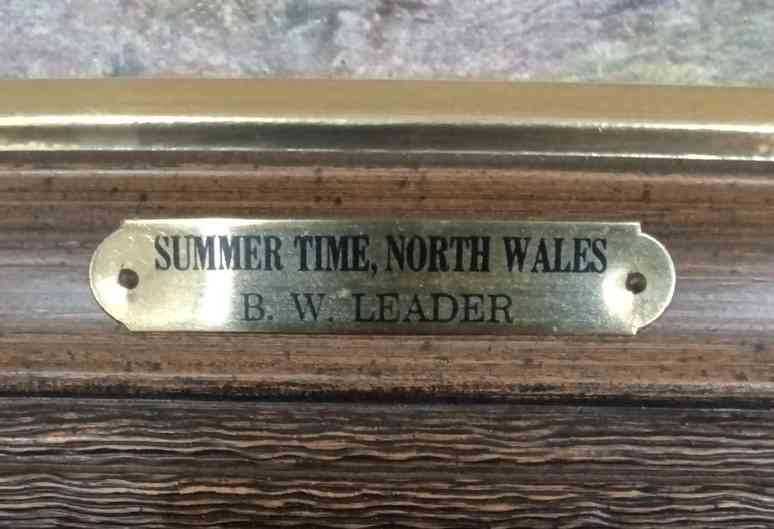 SUMMER TIME, NORTH WALES
B. W. LEADER